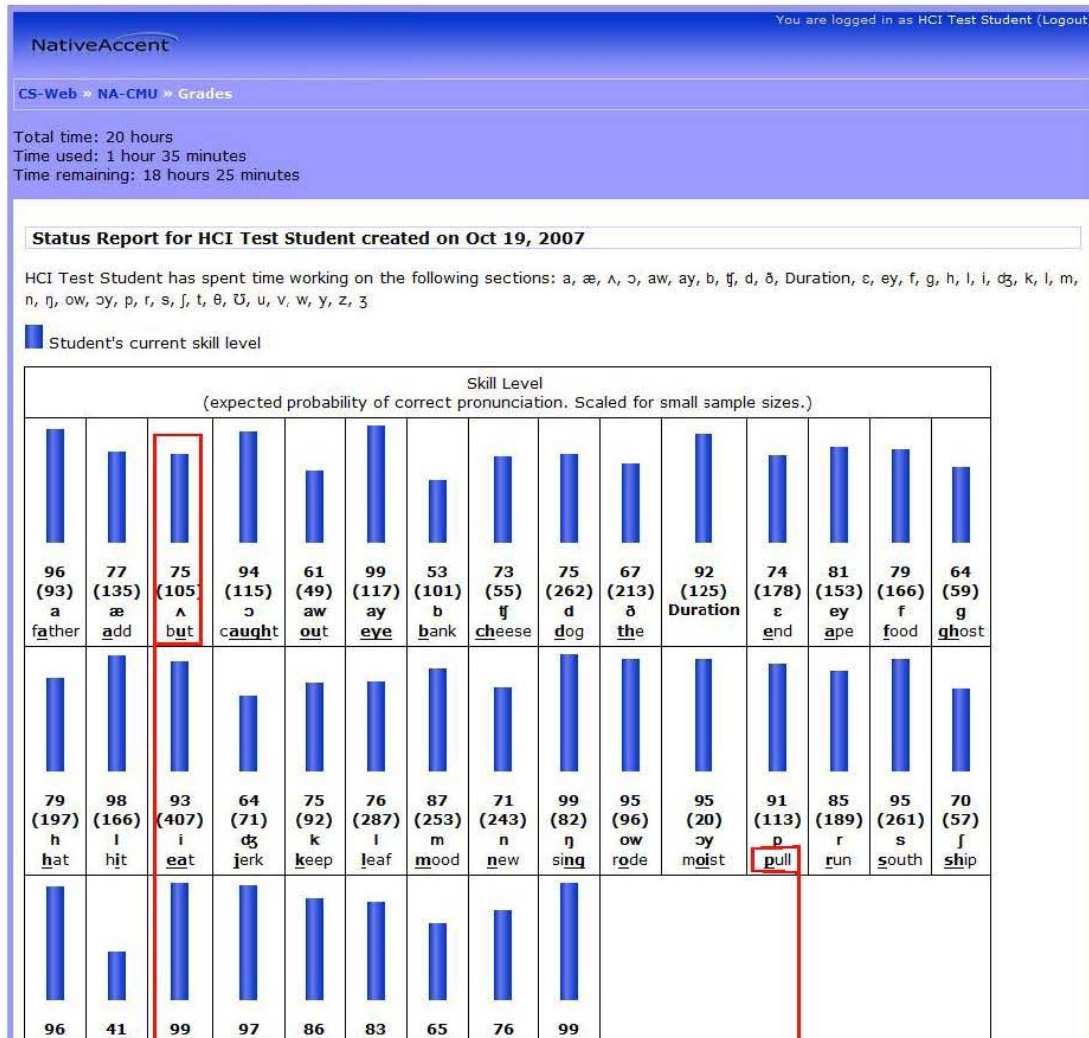 You are logged in as HCI Test Student (Logout
NativeAccent
CS-Web » NA-CMU » Grades
Total time: 20 hours
Time used: 1 hour 35 minutes
Time remaining: 18 hours 25 minutes
Status Report for HCI Test Student created on Oct 19, 2007
HCI Test Student has spent time working on the following sections: a, æ, ʌ, ɔ, aw, ay, b, ʧ, d, ð, Duration, ɛ, ey, f, g, h, I, i, ʤ, k, l, m,
n, ŋ, ow, ɔy, p, r, s, ʃ, t, θ, Ʊ, u, v, w, y, z, ʒ
Student's current skill level
Skill Level
(expected probability of correct pronunciation. Scaled for small sample sizes.)
96 77 75 94 61 99 53 73 75 67 92 74 81 79 64
(93) (135) (105) (115) (49) (117) (101) (55) (262) (213) (125) (178) (153) (166) (59)
a æ ʌ ɔ aw ay b ʧ d ð Duration ɛ ey f g
father add but caught out eye bank cheese dog the end ape food ghost
79 98 93 64 75 76 87 71 99 95 95 91 85 95 70
(197) (166) (407) (71) (92) (287) (253) (243) (82) (96) (20) (113) (189) (261) (57)
h I i ʤ k l m n ŋ ow ɔy p r s ʃ
hat hit eat jerk keep leaf mood new sing rode moist pull run south ship
96 41 99 97 86 83 65 76 99